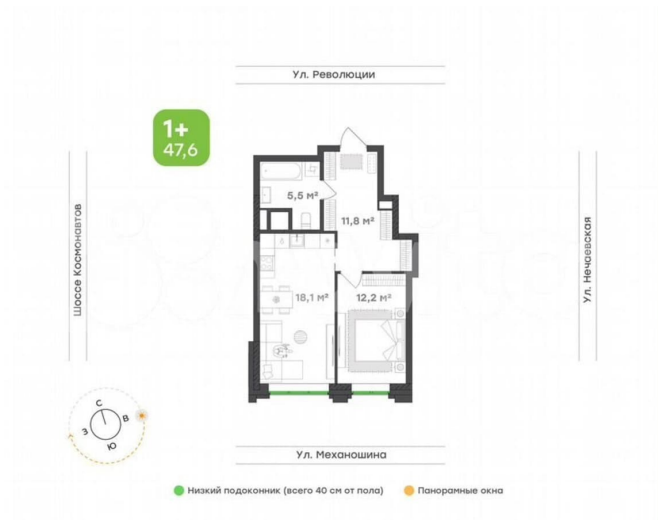 Ул. Революции
1+
47,6
5,5 м²
11,8 м²
Шоссе Космонавтов
Ул. Нечаевская
18,1 м²
12,2 м²
С
В
З
Ю
Ул. Механошина
Низкий подоконник (всего 40 см от пола)
Панорамные окна